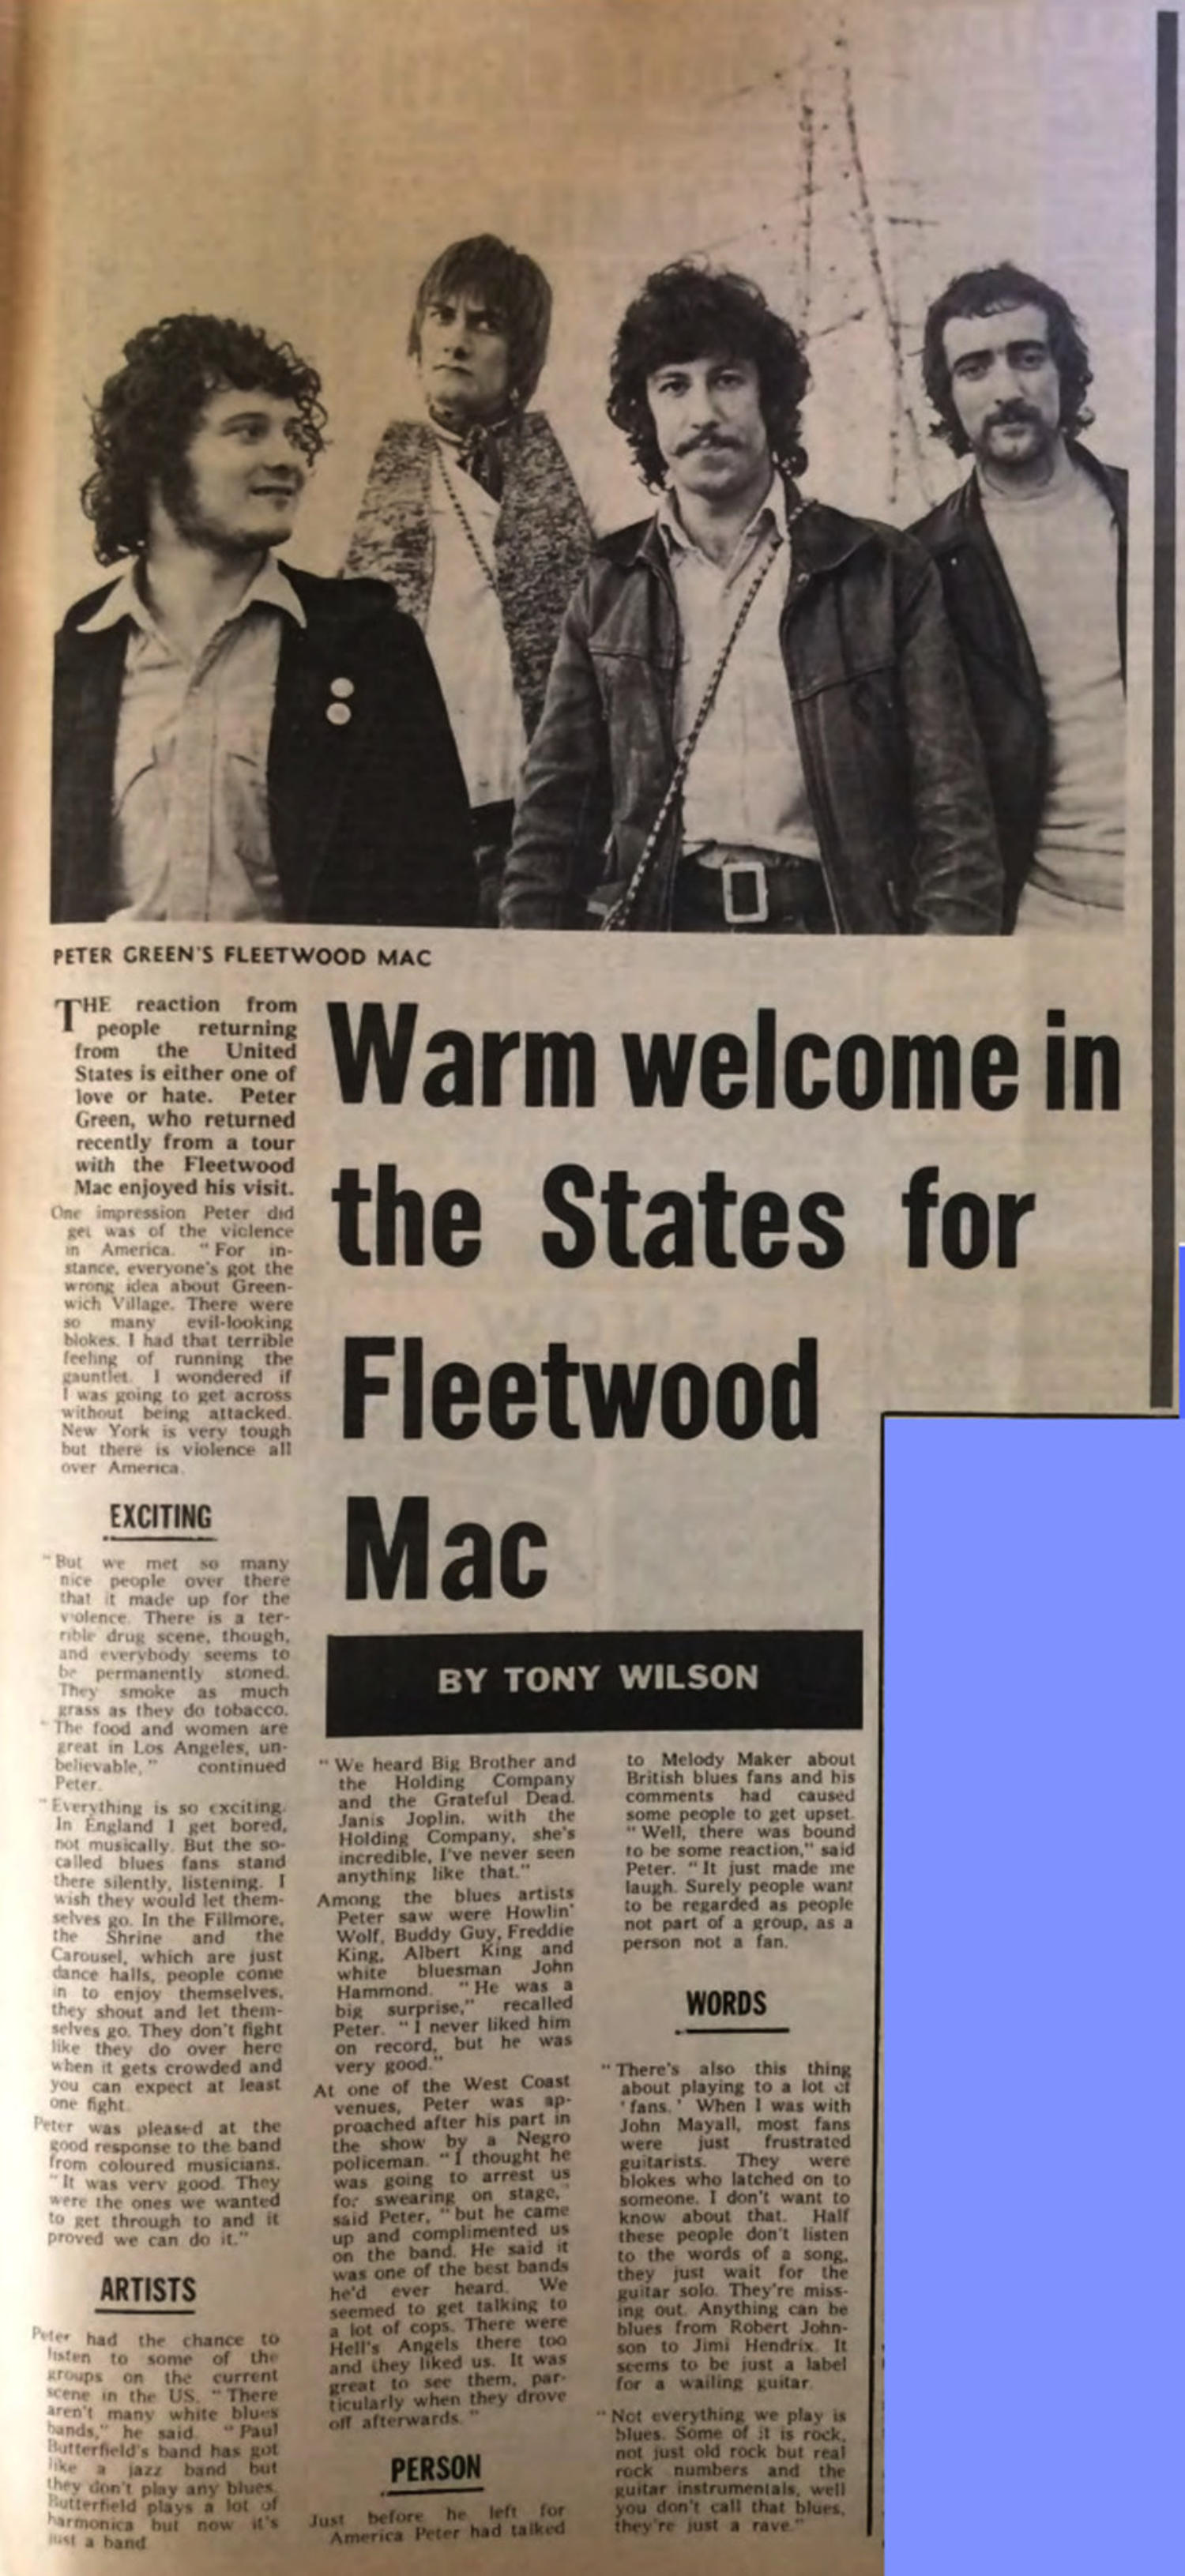 PETER GREEN'S FLEETWOOD MAC
Warm welcome in
the States for
Fleetwood
Mac
BY TONY WILSON
THE reaction from
people returning
from the United
States is either one of
love or hate. Peter
Green, who returned
recently from a tour
with the Fleetwood
Mac enjoyed his visit.
One impression Peter did
get was of the violence
in America. "For in-
stance, everyone's got the
wrong idea about Green-
wich Village. There were
so many evil-looking
blokes. I had that terrible
feeling of running the
gauntlet. I wondered if
I was going to get across
without being attacked.
New York is very tough
but there is violence all
over America.
EXCITING
"But we met so many
nice people over there
that it made up for the
violence. There is a ter-
rible drug scene, though,
and everybody seems to
be permanently stoned.
They smoke as much
grass as they do tobacco.
"The food and women are
great in Los Angeles, un-
believable," continued
Peter.
"Everything is so exciting.
In England I get bored,
not musically. But the so-
called blues fans stand
there silently, listening. I
wish they would let them-
selves go. In the Fillmore,
the Shrine and the
Carousel, which are just
dance halls, people come
in to enjoy themselves,
they shout and let them-
selves go. They don't fight
like they do over here
when it gets crowded and
you can expect at least
one fight.
Peter was pleased at the
good response to the band
from coloured musicians.
"It was very good. They
were the ones we wanted
to get through to and it
proved we can do it."
ARTISTS
Peter had the chance to
listen to some of the
groups on the current
scene in the US. "There
aren't many white blues
bands," he said. "Paul
Butterfield's band has got
like a jazz band but
they don't play any blues.
Butterfield plays a lot of
harmonica but now it's
just a band
"We heard Big Brother and
the Holding Company
and the Grateful Dead.
Janis Joplin, with the
Holding Company, she's
incredible, I've never seen
anything like that."
Among the blues artists
Peter saw were Howlin'
Wolf, Buddy Guy, Freddie
King, Albert King and
white bluesman John
Hammond. "He was a
big surprise," recalled
Peter. "I never liked him
on record, but he was
very good."
At one of the West Coast
venues, Peter was ap-
proached after his part in
the show by a Negro
policeman. "I thought he
was going to arrest us
for swearing on stage,"
said Peter, "but he came
up and complimented us
on the band. He said it
was one of the best bands
he'd ever heard. We
seemed to get talking to
a lot of cops. There were
Hell's Angels there too
and they liked us. It was
great to see them, par-
ticularly when they drove
off afterwards."
PERSON
Just before he left for
America Peter had talked
to Melody Maker about
British blues fans and his
comments had caused
some people to get upset.
"Well, there was bound
to be some reaction," said
Peter. "It just made me
laugh. Surely people want
to be regarded as people
not part of a group, as a
person not a fan.
WORDS
"There's also this thing
about playing to a lot of
'fans.' When I was with
John Mayall, most fans
were just frustrated
guitarists. They were
blokes who latched on to
someone. I don't want to
know about that. Half
these people don't listen
to the words of a song,
they just wait for the
guitar solo. They're miss-
ing out. Anything can be
blues from Robert John-
son to Jimi Hendrix. It
seems to be just a label
for a wailing guitar.
"Not everything we play is
blues. Some of it is rock,
not just old rock but real
rock numbers and the
guitar instrumentals, well
you don't call that blues,
they're just a rave."